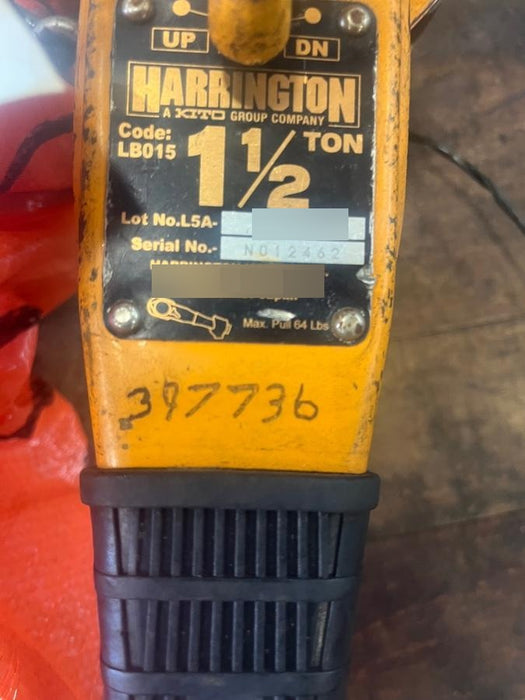 UP DN
HARRINGTON
A KITO GROUP COMPANY
Code:
LB015
1 1/2 TON
Lot No.L5A-
Serial No.- N012462
Max. Pull 64 Lbs
397736